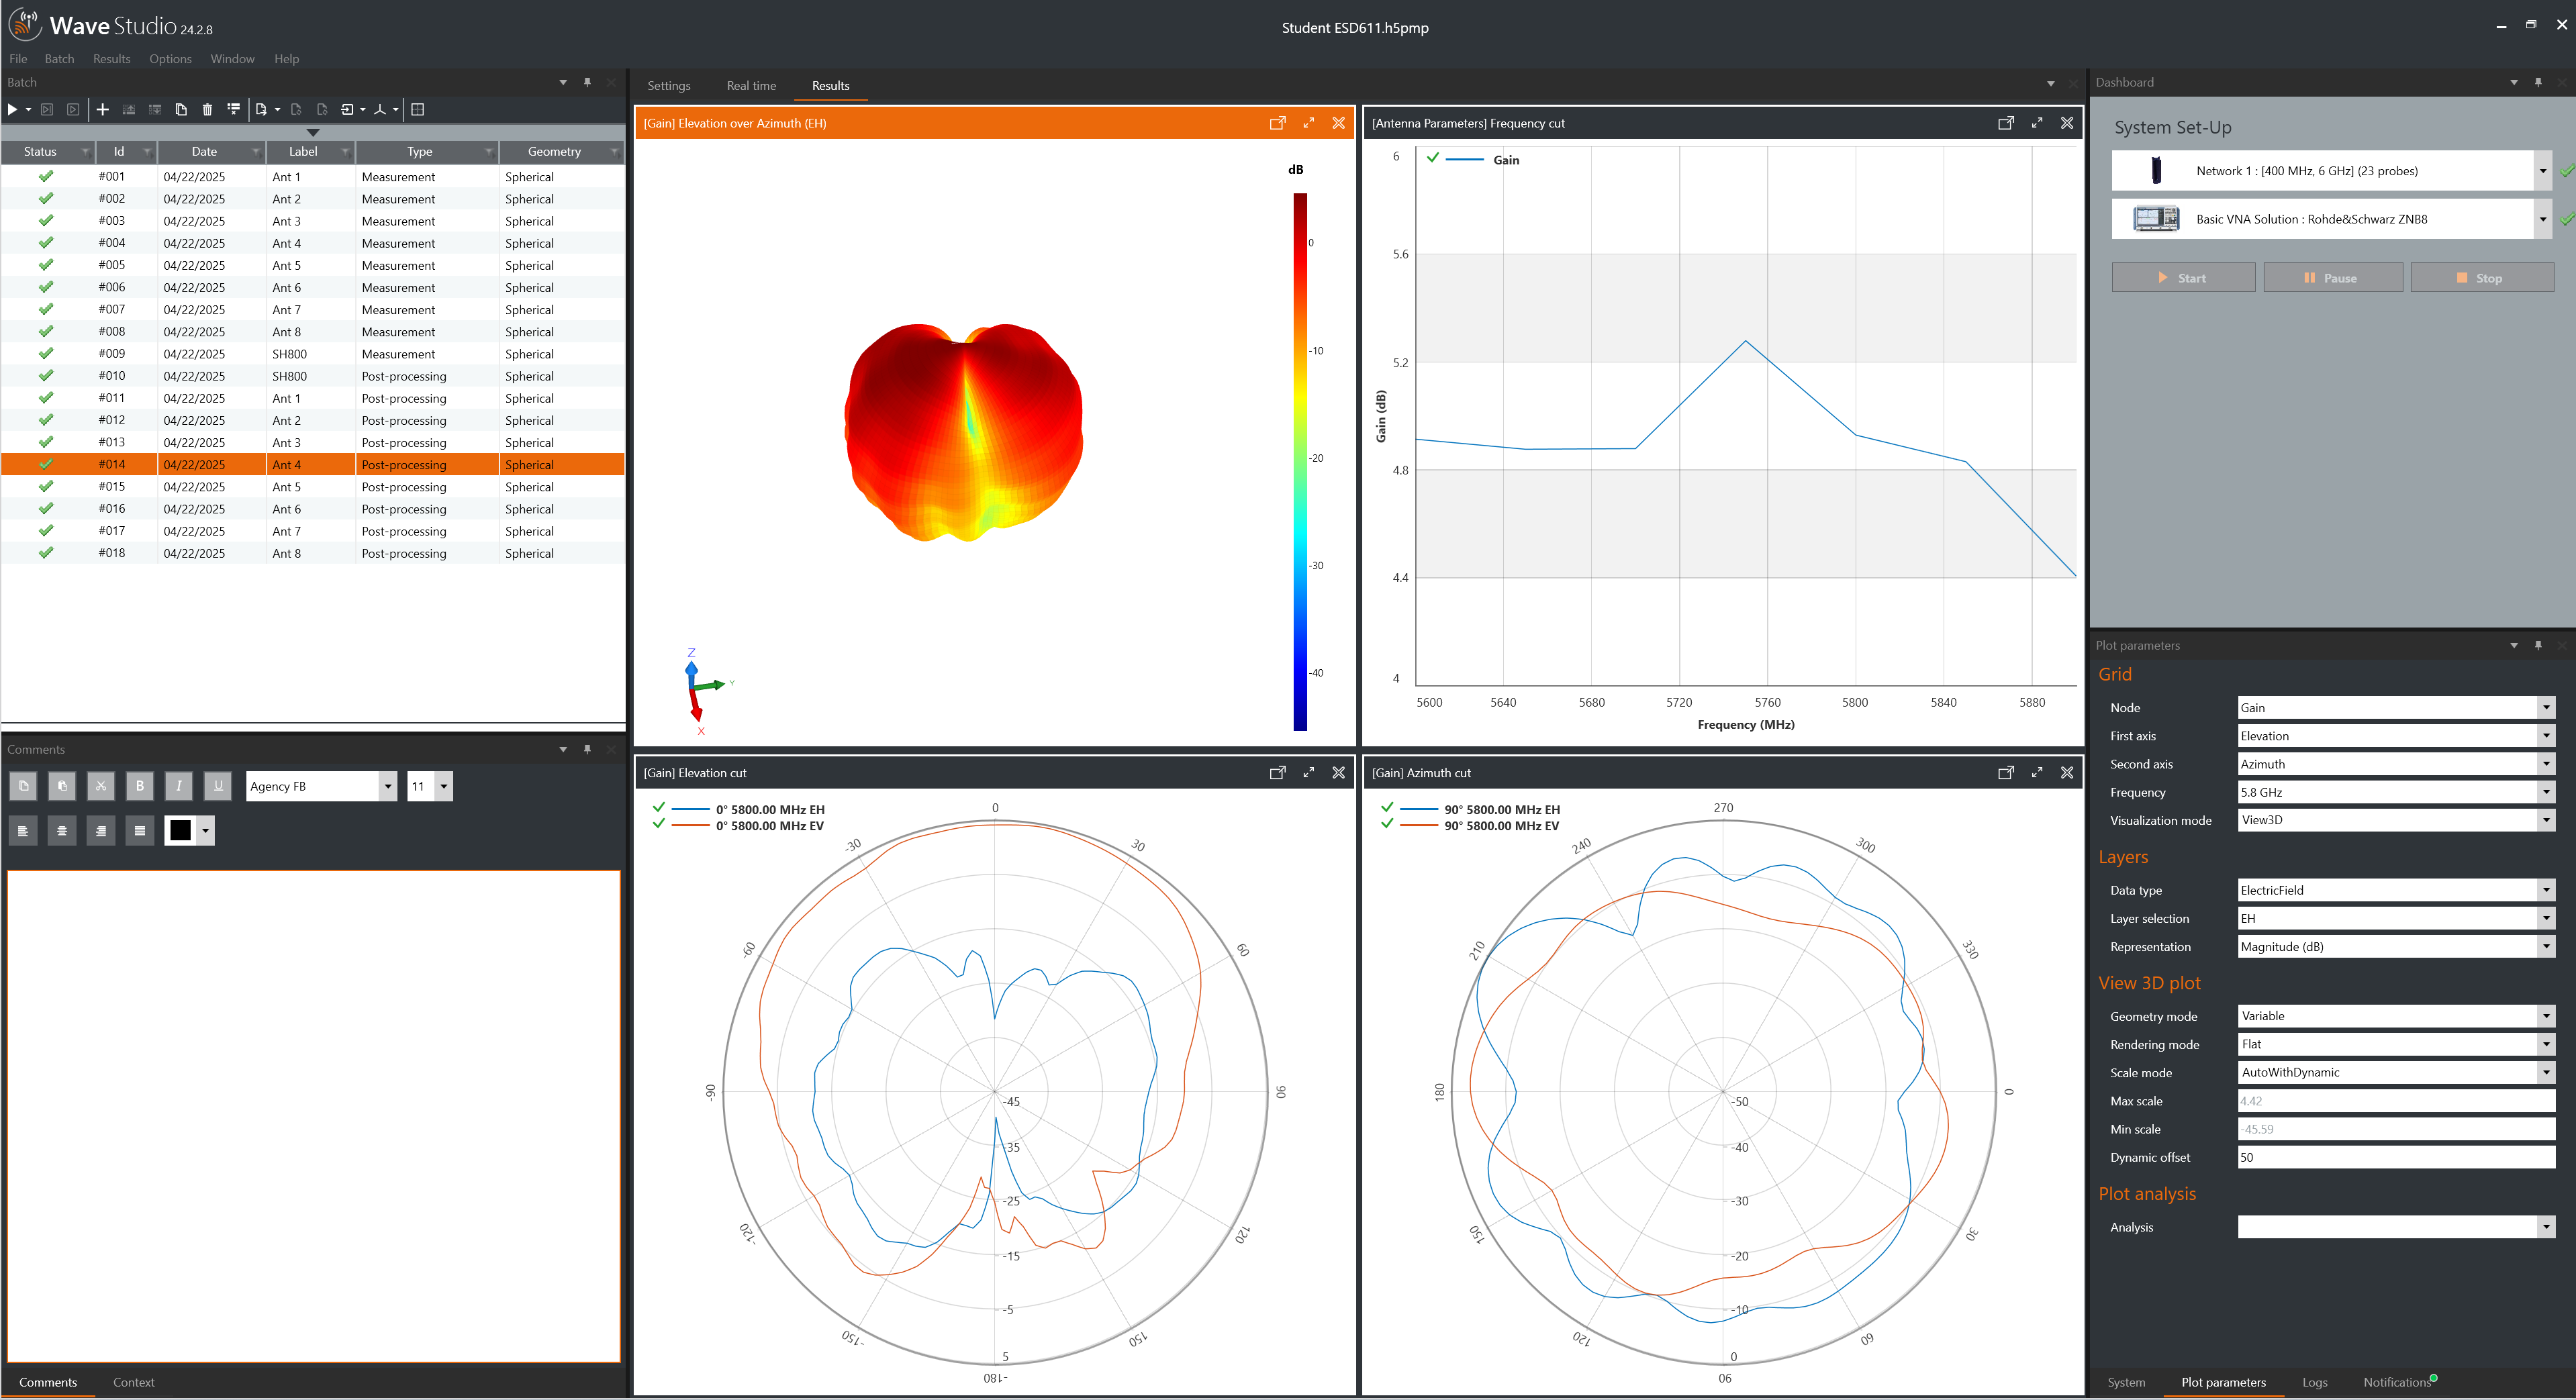 Wave Studio 24.2.8
Student ESD611.h5pmp
File Batch Results Options Window Help
Batch
Status Id Date Label Type Geometry
#001 04/22/2025 Ant 1 Measurement Spherical
#002 04/22/2025 Ant 2 Measurement Spherical
#003 04/22/2025 Ant 3 Measurement Spherical
#004 04/22/2025 Ant 4 Measurement Spherical
#005 04/22/2025 Ant 5 Measurement Spherical
#006 04/22/2025 Ant 6 Measurement Spherical
#007 04/22/2025 Ant 7 Measurement Spherical
#008 04/22/2025 Ant 8 Measurement Spherical
#009 04/22/2025 SH800 Measurement Spherical
#010 04/22/2025 SH800 Post-processing Spherical
#011 04/22/2025 Ant 1 Post-processing Spherical
#012 04/22/2025 Ant 2 Post-processing Spherical
#013 04/22/2025 Ant 3 Post-processing Spherical
#014 04/22/2025 Ant 4 Post-processing Spherical
#015 04/22/2025 Ant 5 Post-processing Spherical
#016 04/22/2025 Ant 6 Post-processing Spherical
#017 04/22/2025 Ant 7 Post-processing Spherical
#018 04/22/2025 Ant 8 Post-processing Spherical
Comments
B I U Agency FB 11
Comments Context
Settings Real time Results
[Gain] Elevation over Azimuth (EH)
dB
0
-10
-20
-30
-40
Z
Y
X
[Antenna Parameters] Frequency cut
Gain
6
5.6
5.2
4.8
4.4
4
Gain (dB)
5600 5640 5680 5720 5760 5800 5840 5880
Frequency (MHz)
[Gain] Elevation cut
0° 5800.00 MHz EH
0° 5800.00 MHz EV
0
-30 30
-60 60
-90 90
-120 120
-150 150
-180
-45
-35
-25
-15
-5
5
[Gain] Azimuth cut
90° 5800.00 MHz EH
90° 5800.00 MHz EV
270
240 300
210 330
180 0
150 30
120 60
90
-50
-40
-30
-20
-10
0
Dashboard
System Set-Up
Network 1 : [400 MHz, 6 GHz] (23 probes)
Basic VNA Solution : Rohde&Schwarz ZNB8
Start Pause Stop
Plot parameters
Grid
Node Gain
First axis Elevation
Second axis Azimuth
Frequency 5.8 GHz
Visualization mode View3D
Layers
Data type ElectricField
Layer selection EH
Representation Magnitude (dB)
View 3D plot
Geometry mode Variable
Rendering mode Flat
Scale mode AutoWithDynamic
Max scale 4.42
Min scale -45.59
Dynamic offset 50
Plot analysis
Analysis
System Plot parameters Logs Notifications